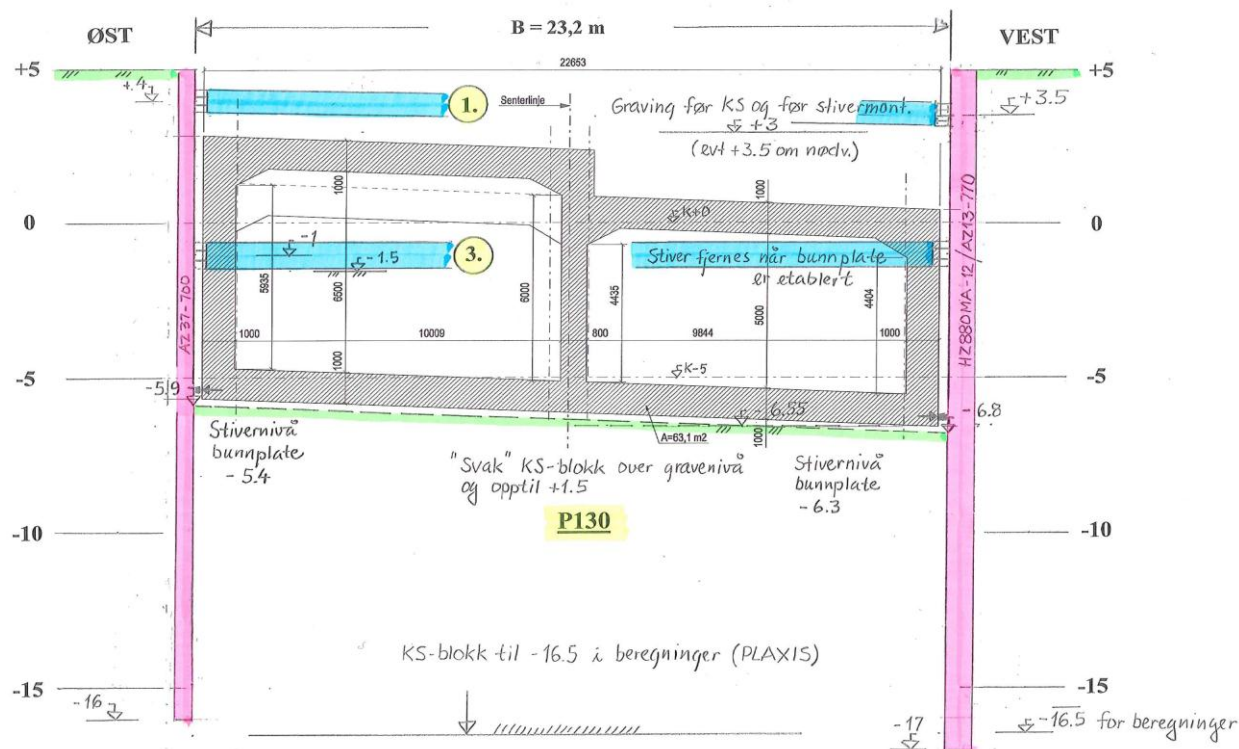 ØST
B = 23,2 m
VEST
+5
22653
+5
+.4
1.
Senterlinje
Graving før KS og før stivermont.
+3
(evt +3.5 om nødv.)
+3.5
1000
1000
0
K+0
0
-1
-1.5
3.
Stiver fjernes når bunnplate
er etablert
5935
6500
6000
4435
5000
4404
AZ 37-700
HZ880MA-12/AZ13-770
1000
10009
800
9844
1000
1000
-5
K-5
-5
-5.9
-6.55
-6.8
A=63,1 m2
1000
Stivernivå
bunnplate
-5.4
"Svak" KS-blokk over gravenivå
og opptil +1.5
Stivernivå
bunnplate
-6.3
P130
-10
-10
KS-blokk til -16.5 i beregninger (PLAXIS)
-15
-15
-16
-17
-16.5 for beregninger